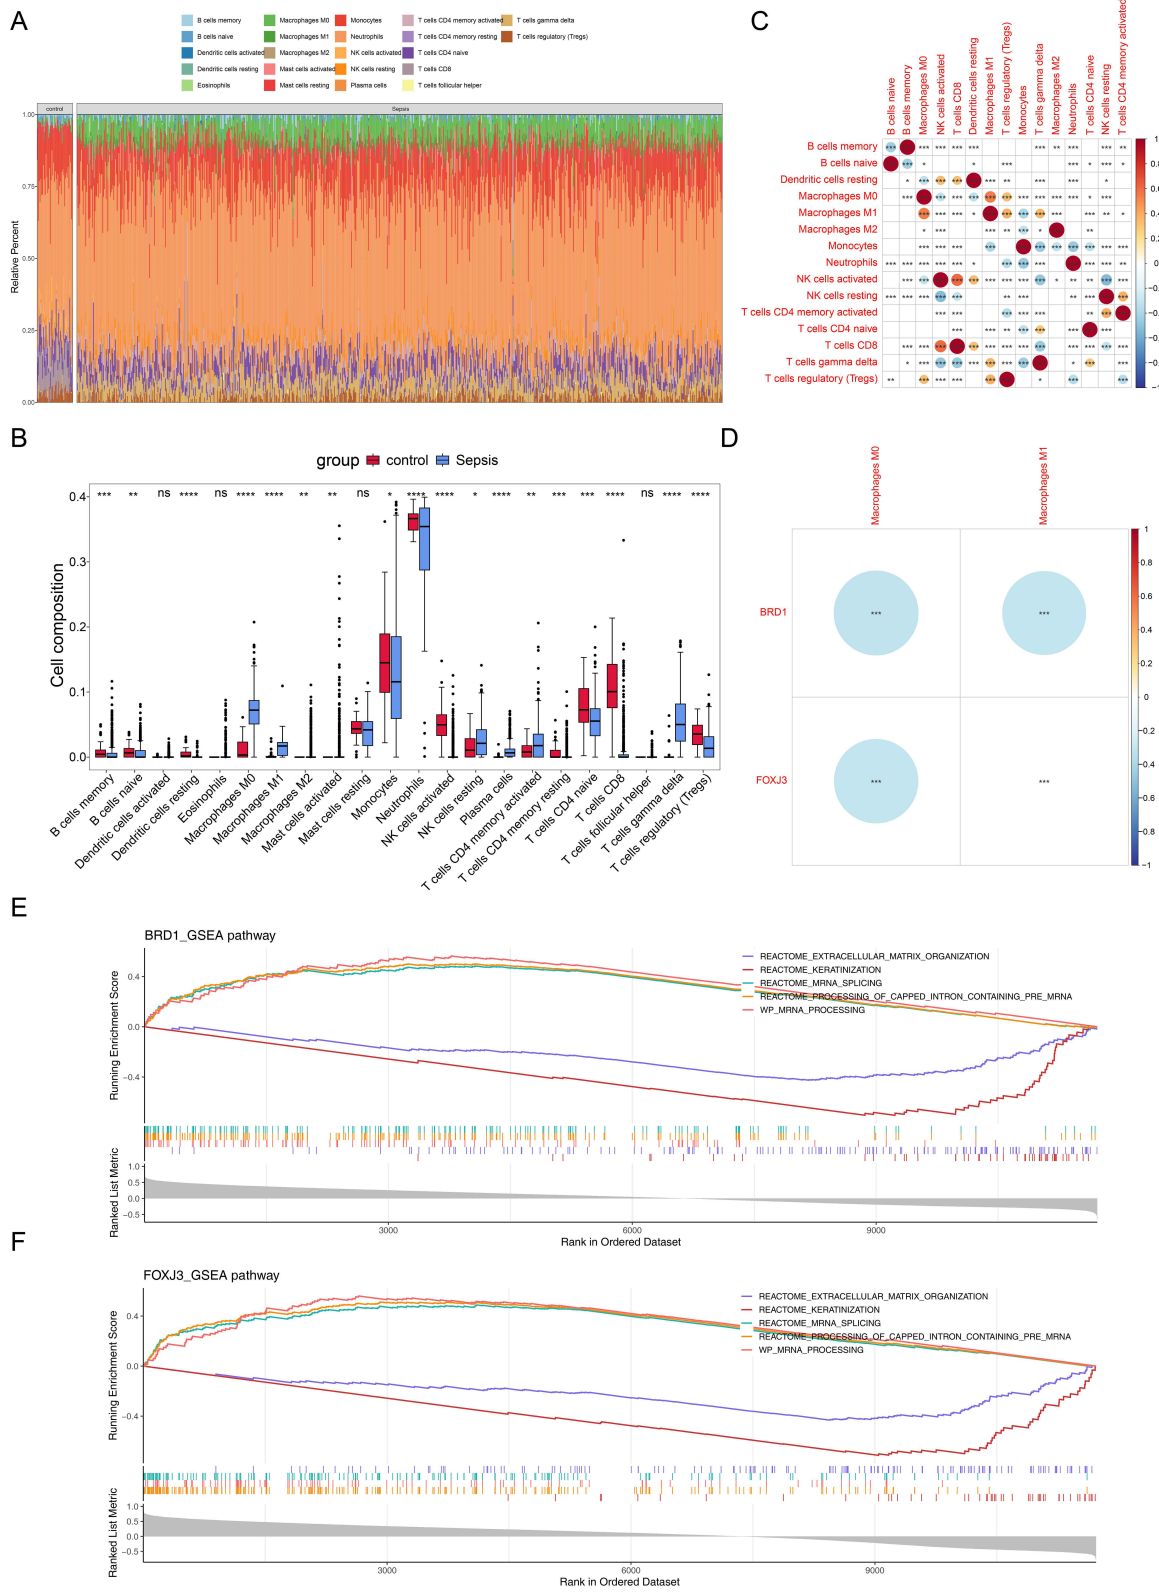 A
B cells memory
Macrophages M0
Monocytes
T cells CD4 memory activated
T cells gamma delta
B cells naive
Macrophages M1
Neutrophils
T cells CD4 memory resting
T cells regulatory (Tregs)
Dendritic cells activated
Macrophages M2
NK cells activated
T cells CD4 naive
Dendritic cells resting
Mast cells activated
NK cells resting
T cells CD8
Eosinophils
Mast cells resting
Plasma cells
T cells follicular helper
control
Sepsis
Relative Percent
1.00
0.75
0.50
0.25
0.00
C
B cells naive
B cells memory
Macrophages M0
NK cells activated
T cells CD8
Dendritic cells resting
Macrophages M1
T cells regulatory (Tregs)
Monocytes
T cells gamma delta
Macrophages M2
Neutrophils
T cells CD4 naive
NK cells resting
T cells CD4 memory activated
B cells memory
B cells naive
Dendritic cells resting
Macrophages M0
Macrophages M1
Macrophages M2
Monocytes
Neutrophils
NK cells activated
NK cells resting
T cells CD4 memory activated
T cells CD4 naive
T cells CD8
T cells gamma delta
T cells regulatory (Tregs)
B
group control Sepsis
*** ** ns **** ns **** **** ** ** ns * **** **** * **** ** *** *** **** ns **** ****
Cell composition
0.4
0.3
0.2
0.1
0.0
B cells memory
B cells naive
Dendritic cells activated
Dendritic cells resting
Eosinophils
Macrophages M0
Macrophages M1
Macrophages M2
Mast cells activated
Mast cells resting
Monocytes
Neutrophils
NK cells activated
NK cells resting
Plasma cells
T cells CD4 memory activated
T cells CD4 memory resting
T cells CD4 naive
T cells CD8
T cells follicular helper
T cells gamma delta
T cells regulatory (Tregs)
D
Macrophages M0
Macrophages M1
BRD1
*** ***
FOXJ3
*** ***
1
0.8
0.6
0.4
0.2
0
−0.2
−0.4
−0.6
−0.8
−1
E
BRD1_GSEA pathway
REACTOME_EXTRACELLULAR_MATRIX_ORGANIZATION
REACTOME_KERATINIZATION
REACTOME_MRNA_SPLICING
REACTOME_PROCESSING_OF_CAPPED_INTRON_CONTAINING_PRE_MRNA
WP_MRNA_PROCESSING
Running Enrichment Score
0.4
0.0
−0.4
Ranked List Metric
1.0
0.5
0.0
−0.5
3000 6000 9000
Rank in Ordered Dataset
F
FOXJ3_GSEA pathway
REACTOME_EXTRACELLULAR_MATRIX_ORGANIZATION
REACTOME_KERATINIZATION
REACTOME_MRNA_SPLICING
REACTOME_PROCESSING_OF_CAPPED_INTRON_CONTAINING_PRE_MRNA
WP_MRNA_PROCESSING
Running Enrichment Score
0.4
0.0
−0.4
Ranked List Metric
1.0
0.5
0.0
−0.5
3000 6000 9000
Rank in Ordered Dataset